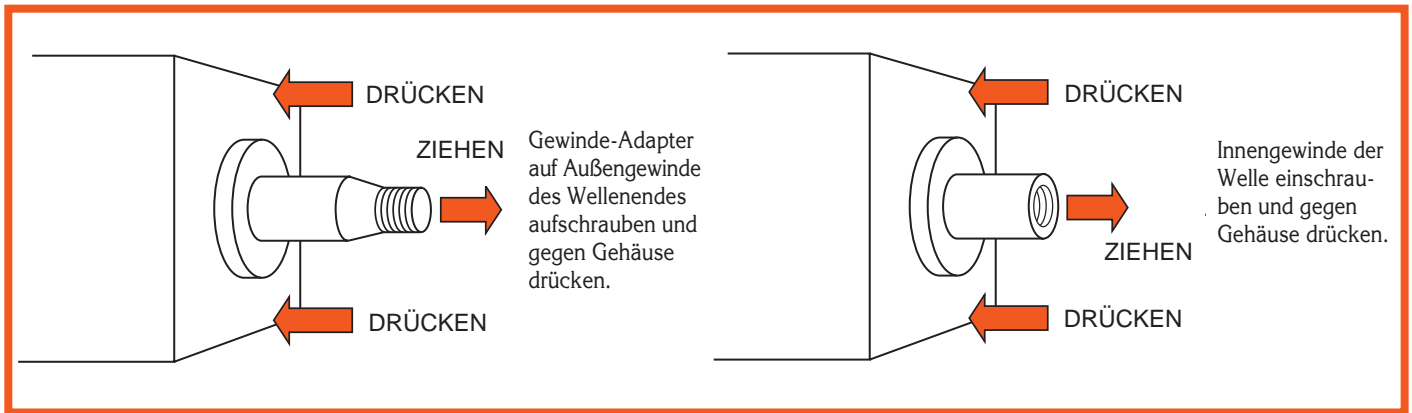 DRÜCKEN
ZIEHEN
Gewinde-Adapter
auf Außengewinde
des Wellenendes
aufschrauben und
gegen Gehäuse
drücken.
DRÜCKEN
DRÜCKEN
Innengewinde der
Welle einschrau-
ben und gegen
Gehäuse drücken.
ZIEHEN
DRÜCKEN